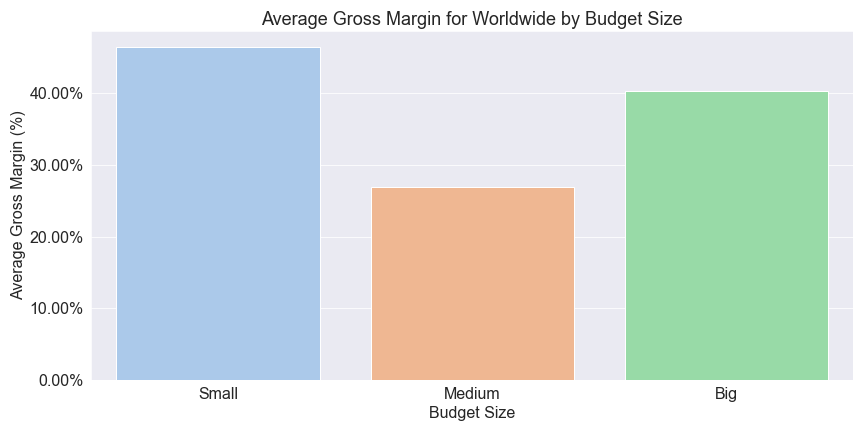 Average Gross Margin for Worldwide by Budget Size
Average Gross Margin (%)
40.00%
30.00%
20.00%
10.00%
0.00%
Small Medium Big
Budget Size